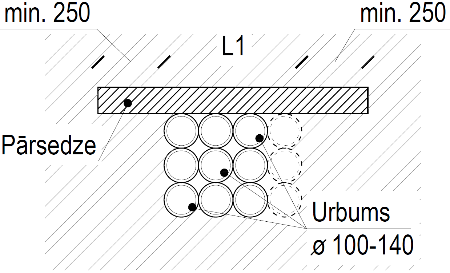 min. 250
min. 250
L1
Pārsedze
Urbums
ø 100-140